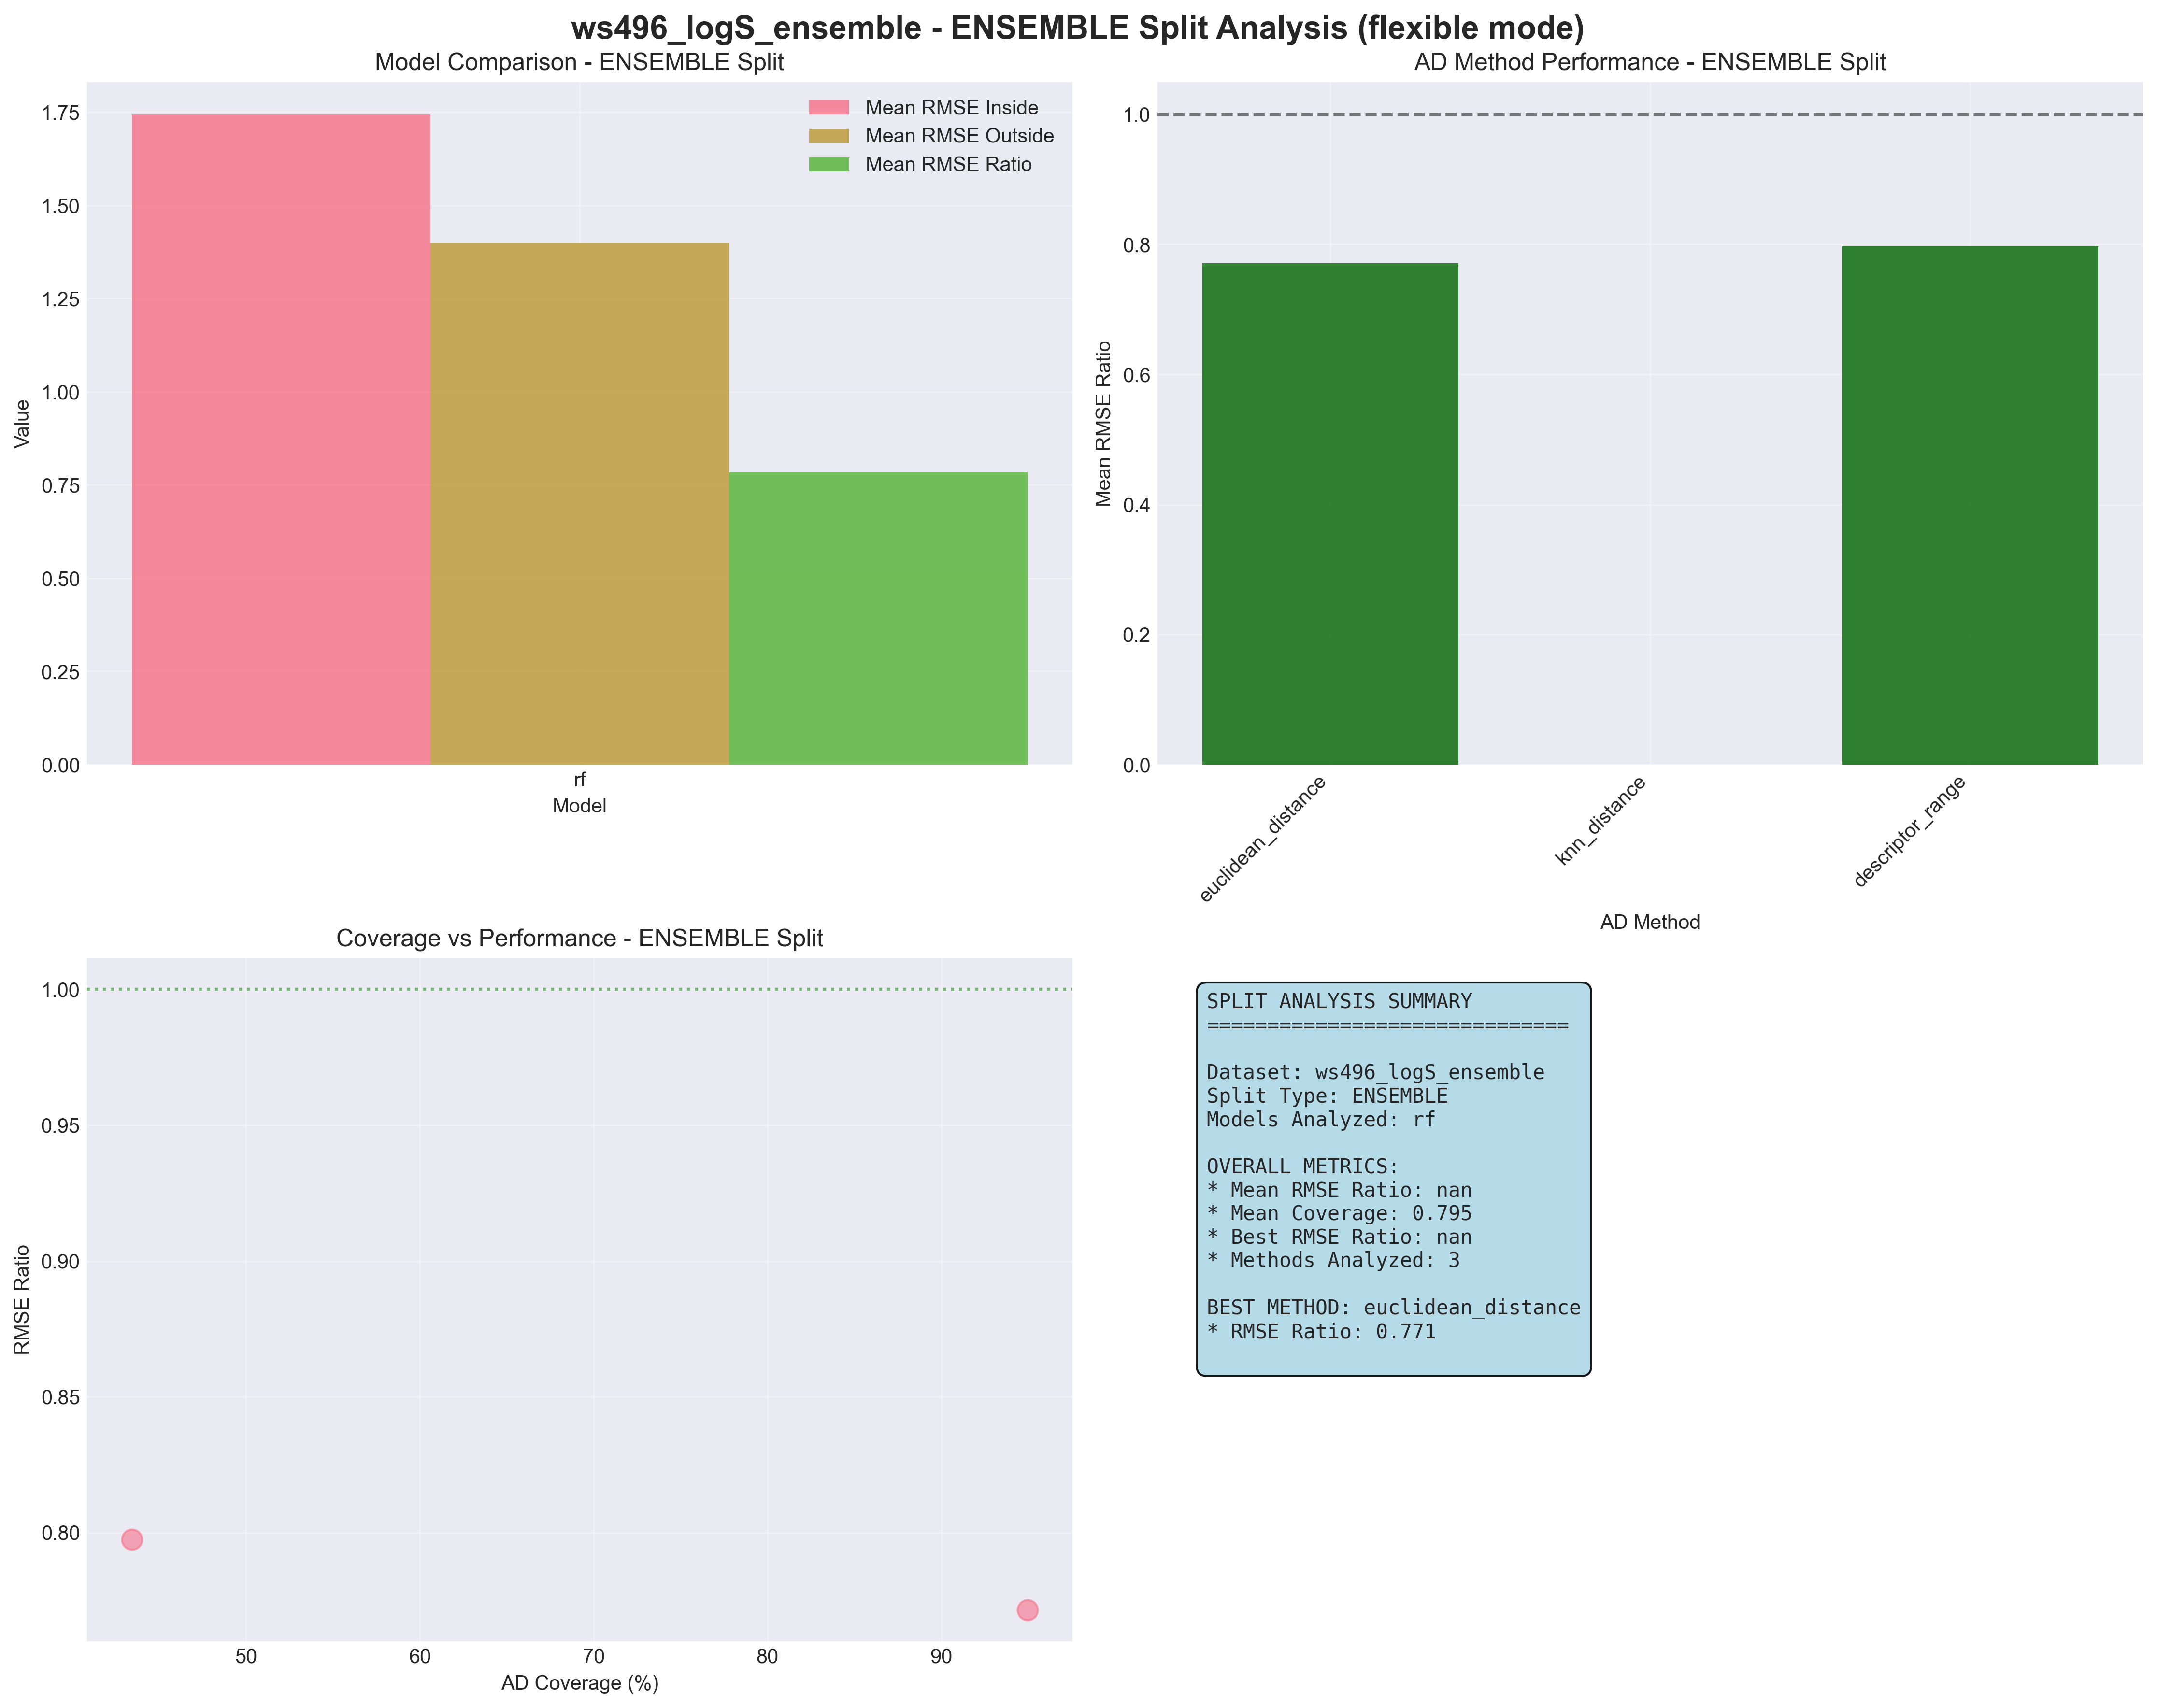 ws496_logS_ensemble - ENSEMBLE Split Analysis (flexible mode)
Model Comparison - ENSEMBLE Split
Mean RMSE Inside
Mean RMSE Outside
Mean RMSE Ratio
1.75
1.50
1.25
1.00
0.75
0.50
0.25
0.00
Value
rf
Model
AD Method Performance - ENSEMBLE Split
1.0
0.8
0.6
0.4
0.2
0.0
Mean RMSE Ratio
euclidean_distance
knn_distance
descriptor_range
AD Method
Coverage vs Performance - ENSEMBLE Split
1.00
0.95
0.90
0.85
0.80
RMSE Ratio
50 60 70 80 90
AD Coverage (%)
SPLIT ANALYSIS SUMMARY
==============================
Dataset: ws496_logS_ensemble
Split Type: ENSEMBLE
Models Analyzed: rf
OVERALL METRICS:
* Mean RMSE Ratio: nan
* Mean Coverage: 0.795
* Best RMSE Ratio: nan
* Methods Analyzed: 3
BEST METHOD: euclidean_distance
* RMSE Ratio: 0.771